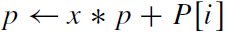 p ← x * p + P[i]